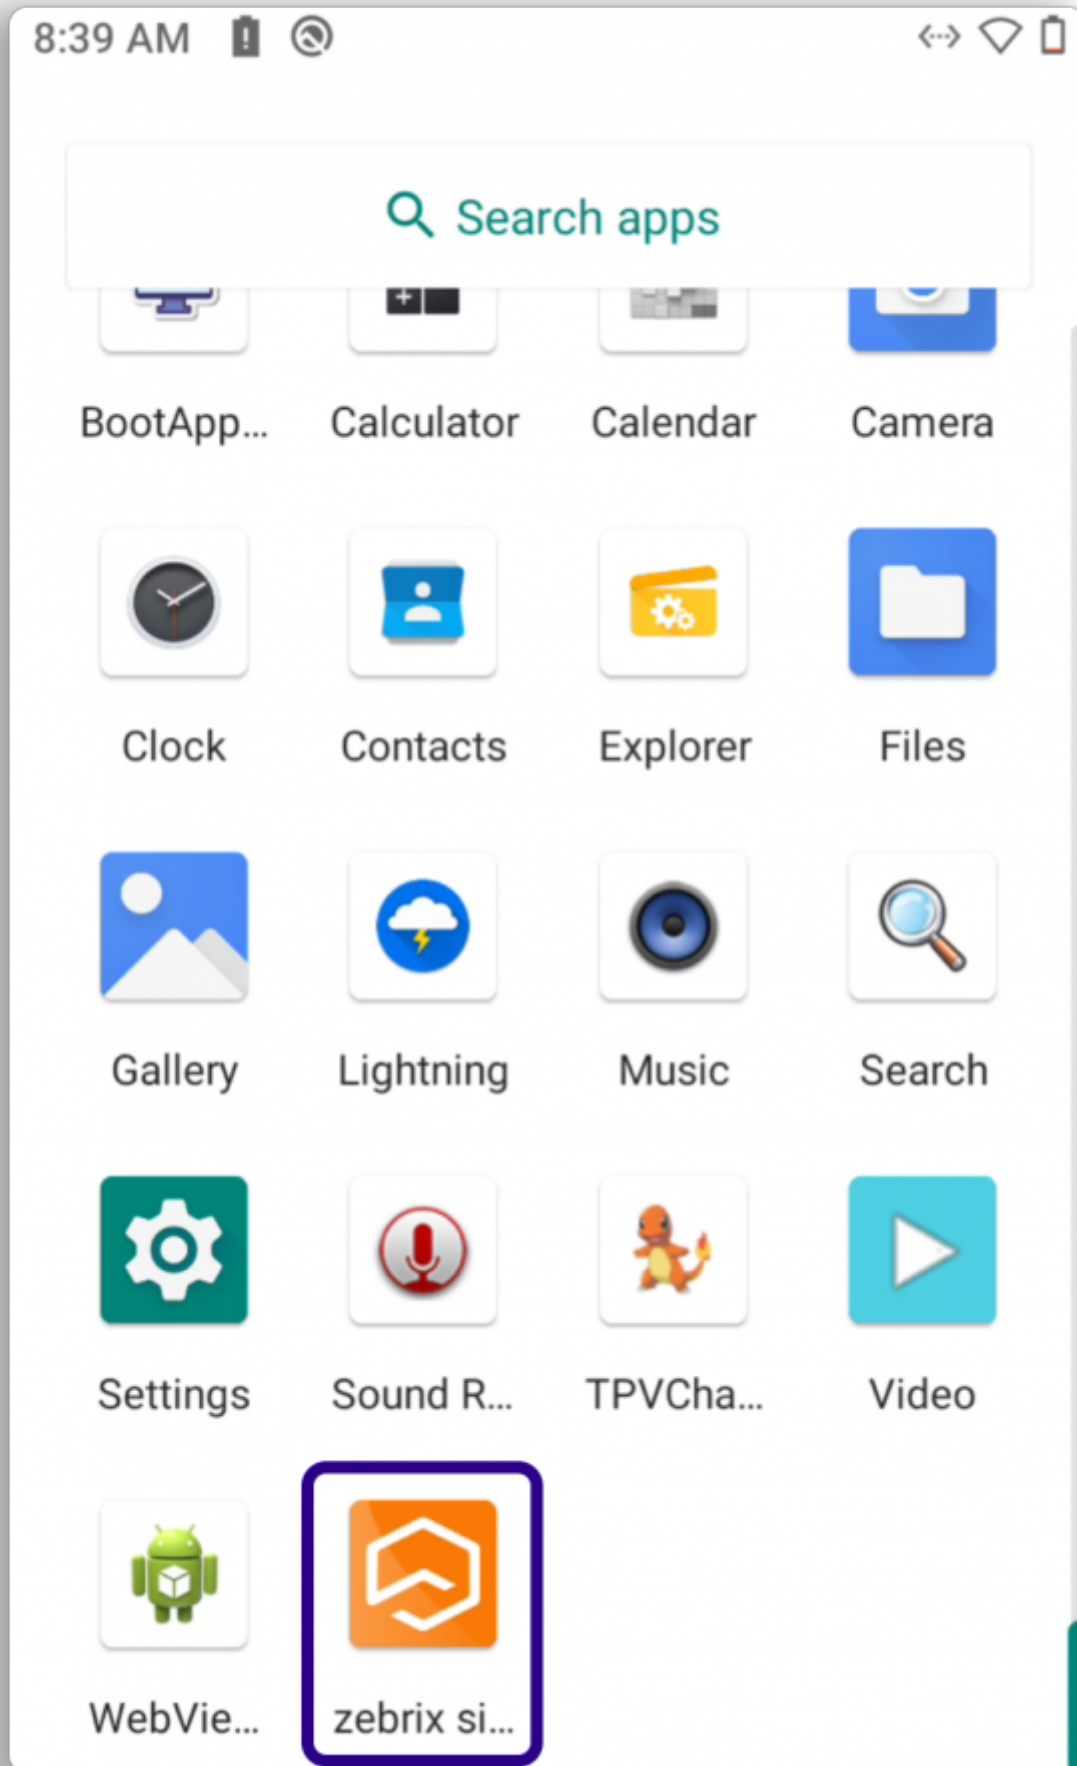 8:39 AM
Search apps
BootApp... Calculator Calendar Camera
Clock Contacts Explorer Files
Gallery Lightning Music Search
Settings Sound R... TPVCha... Video
WebVie... zebrix si...